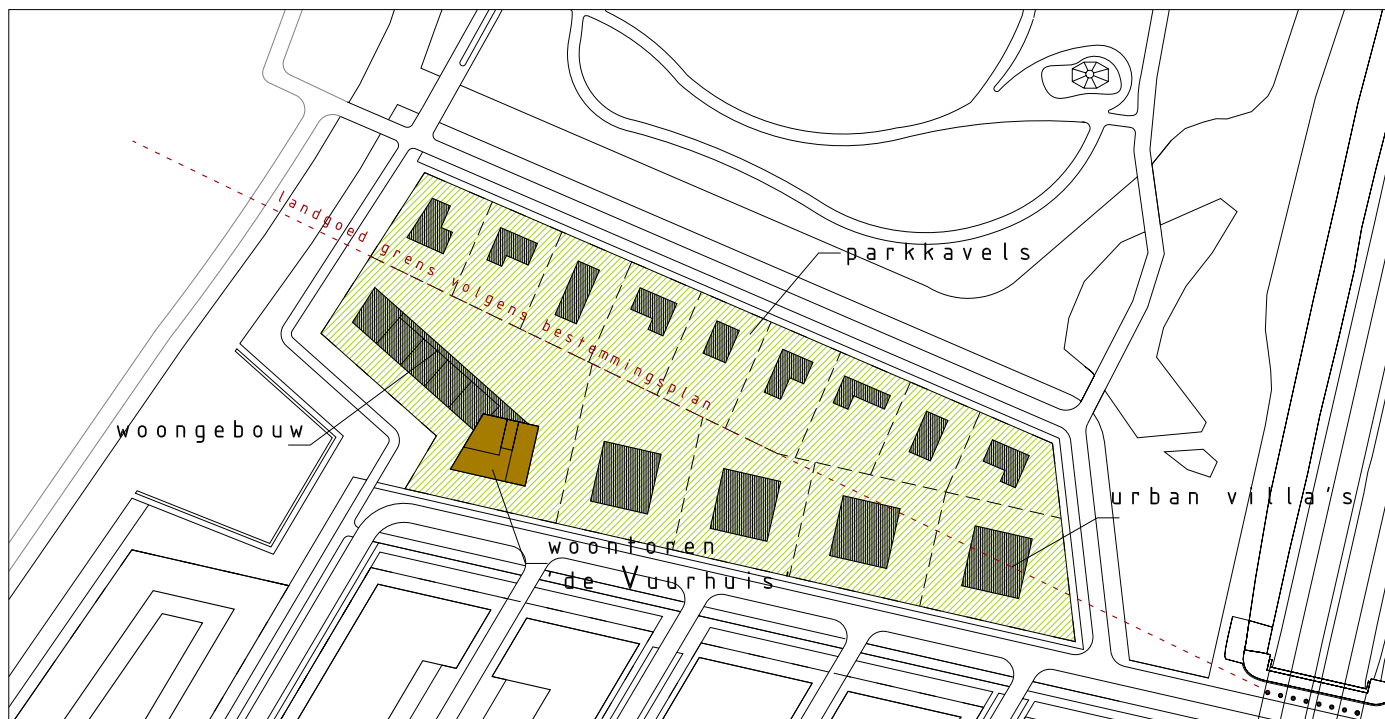 landgoed grens volgens bestemmingsplan
parkkavels
woongebouw
urban villa's
woontoren
'de Vuurhuis'